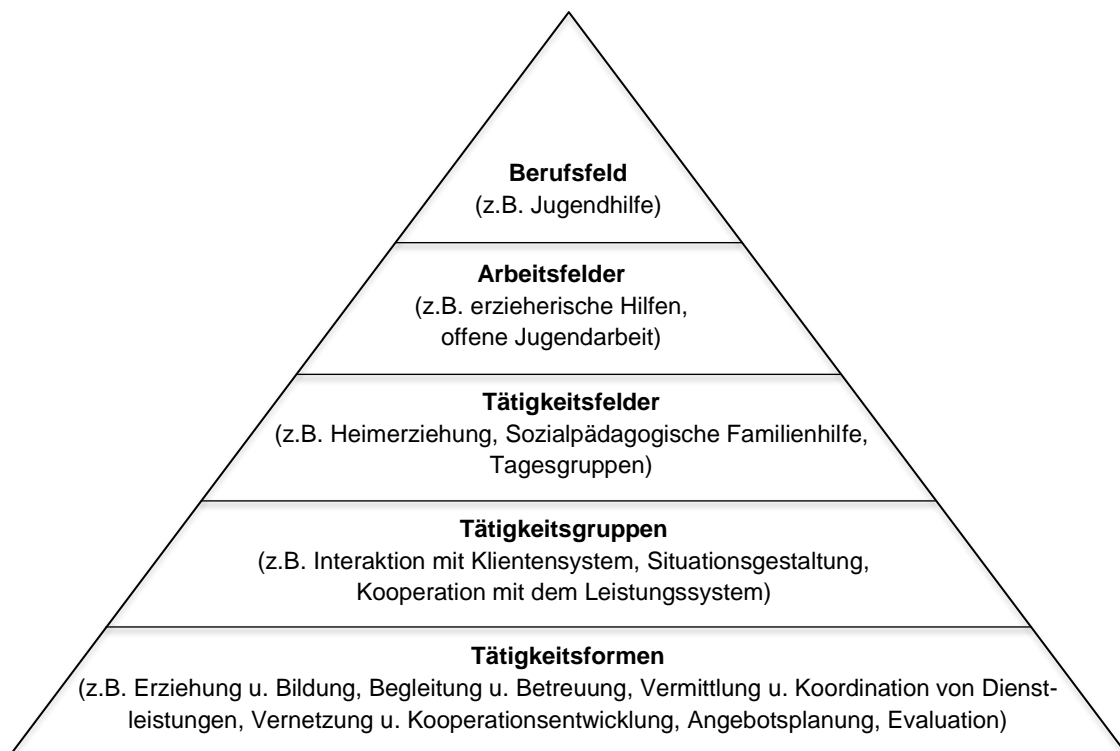 Berufsfeld
(z.B. Jugendhilfe)
Arbeitsfelder
(z.B. erzieherische Hilfen,
offene Jugendarbeit)
Tätigkeitsfelder
(z.B. Heimerziehung, Sozialpädagogische Familienhilfe,
Tagesgruppen)
Tätigkeitsgruppen
(z.B. Interaktion mit Klientensystem, Situationsgestaltung,
Kooperation mit dem Leistungssystem)
Tätigkeitsformen
(z.B. Erziehung u. Bildung, Begleitung u. Betreuung, Vermittlung u. Koordination von Dienst-
leistungen, Vernetzung u. Kooperationsentwicklung, Angebotsplanung, Evaluation)